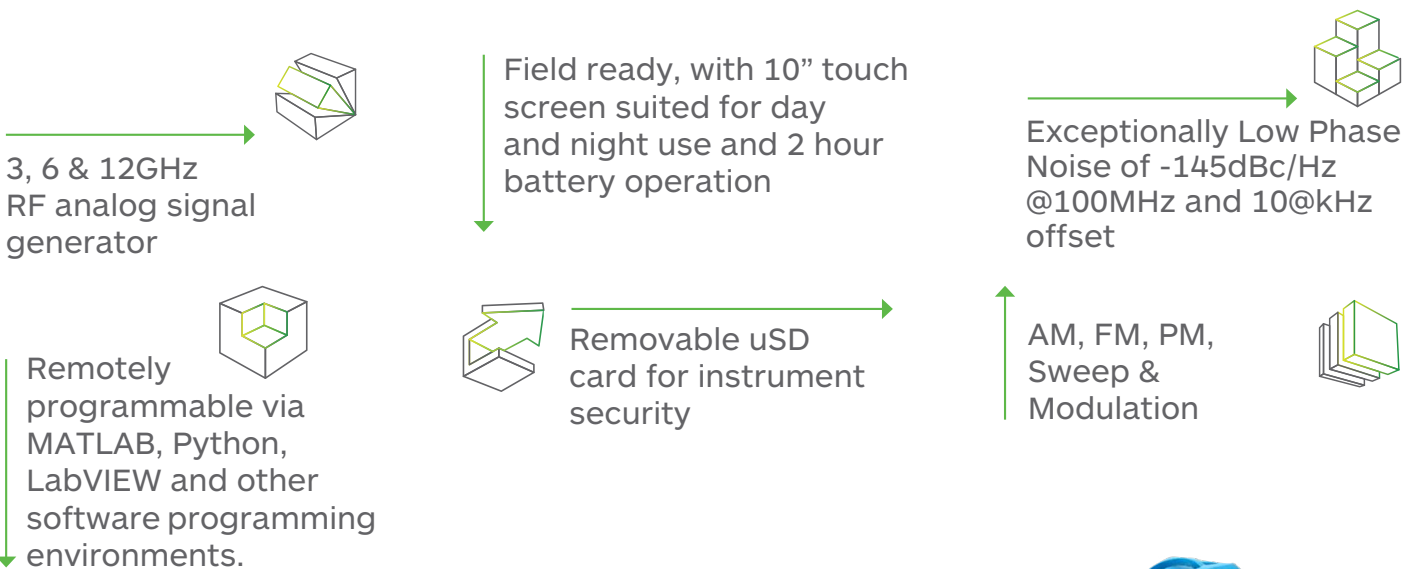 3, 6 & 12GHz
RF analog signal
generator
Field ready, with 10” touch
screen suited for day
and night use and 2 hour
battery operation
Exceptionally Low Phase
Noise of -145dBc/Hz
@100MHz and 10@kHz
offset
Remotely
programmable via
MATLAB, Python,
LabVIEW and other
software programming
environments.
Removable uSD
card for instrument
security
AM, FM, PM,
Sweep &
Modulation